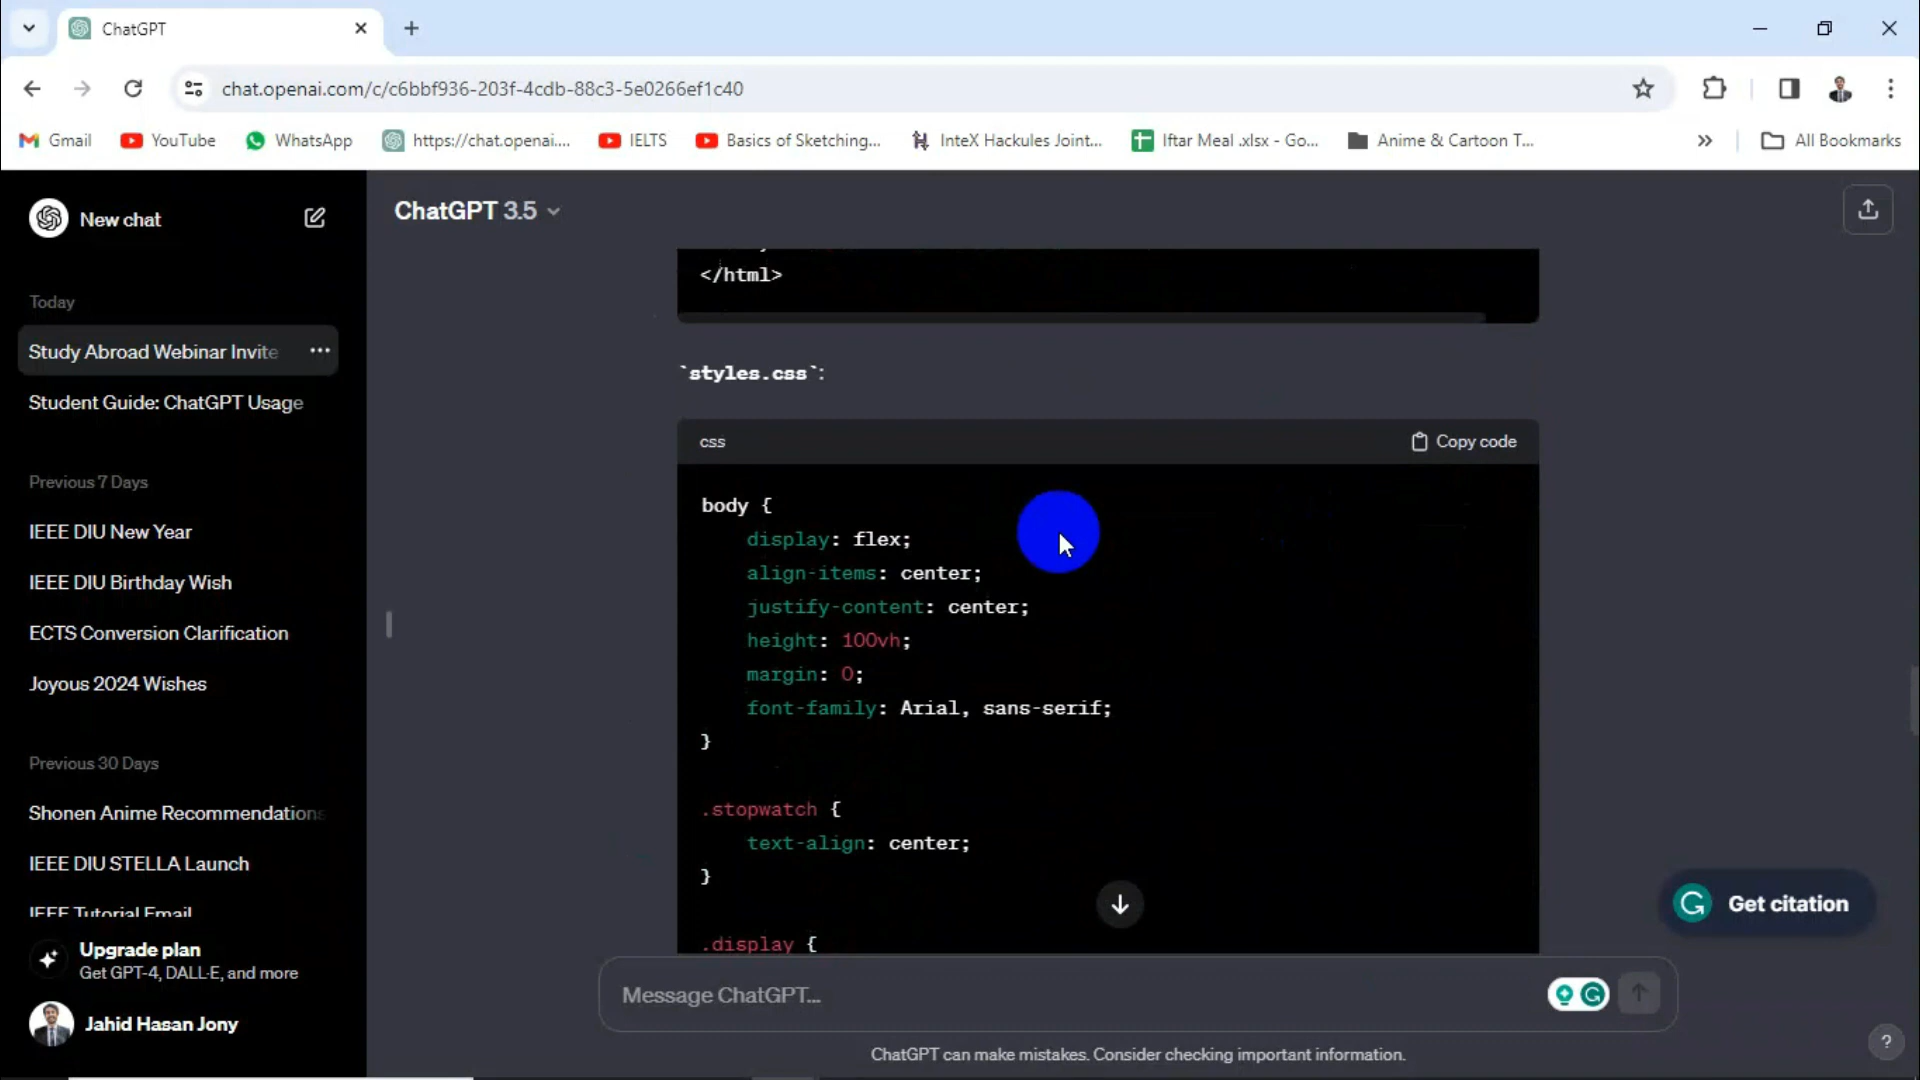 ChatGPT
chat.openai.com/c/c6bbf936-203f-4cdb-88c3-5e0266ef1c40
Gmail
YouTube
WhatsApp
https://chat.openai....
IELTS
Basics of Sketching...
InteX Hackules Joint...
Iftar Meal .xlsx - Go...
Anime & Cartoon T...
All Bookmarks
New chat
ChatGPT 3.5
Today
Study Abroad Webinar Invite
Student Guide: ChatGPT Usage
Previous 7 Days
IEEE DIU New Year
IEEE DIU Birthday Wish
ECTS Conversion Clarification
Joyous 2024 Wishes
Previous 30 Days
Shonen Anime Recommendations
IEEE DIU STELLA Launch
IEEE Tutorial Email
Upgrade plan
Get GPT-4, DALL·E, and more
Jahid Hasan Jony
</html>
`styles.css`:
css
Copy code
body {
display: flex;
align-items: center;
justify-content: center;
height: 100vh;
margin: 0;
font-family: Arial, sans-serif;
}
.stopwatch {
text-align: center;
}
.display {
Get citation
Message ChatGPT...
ChatGPT can make mistakes. Consider checking important information.
?